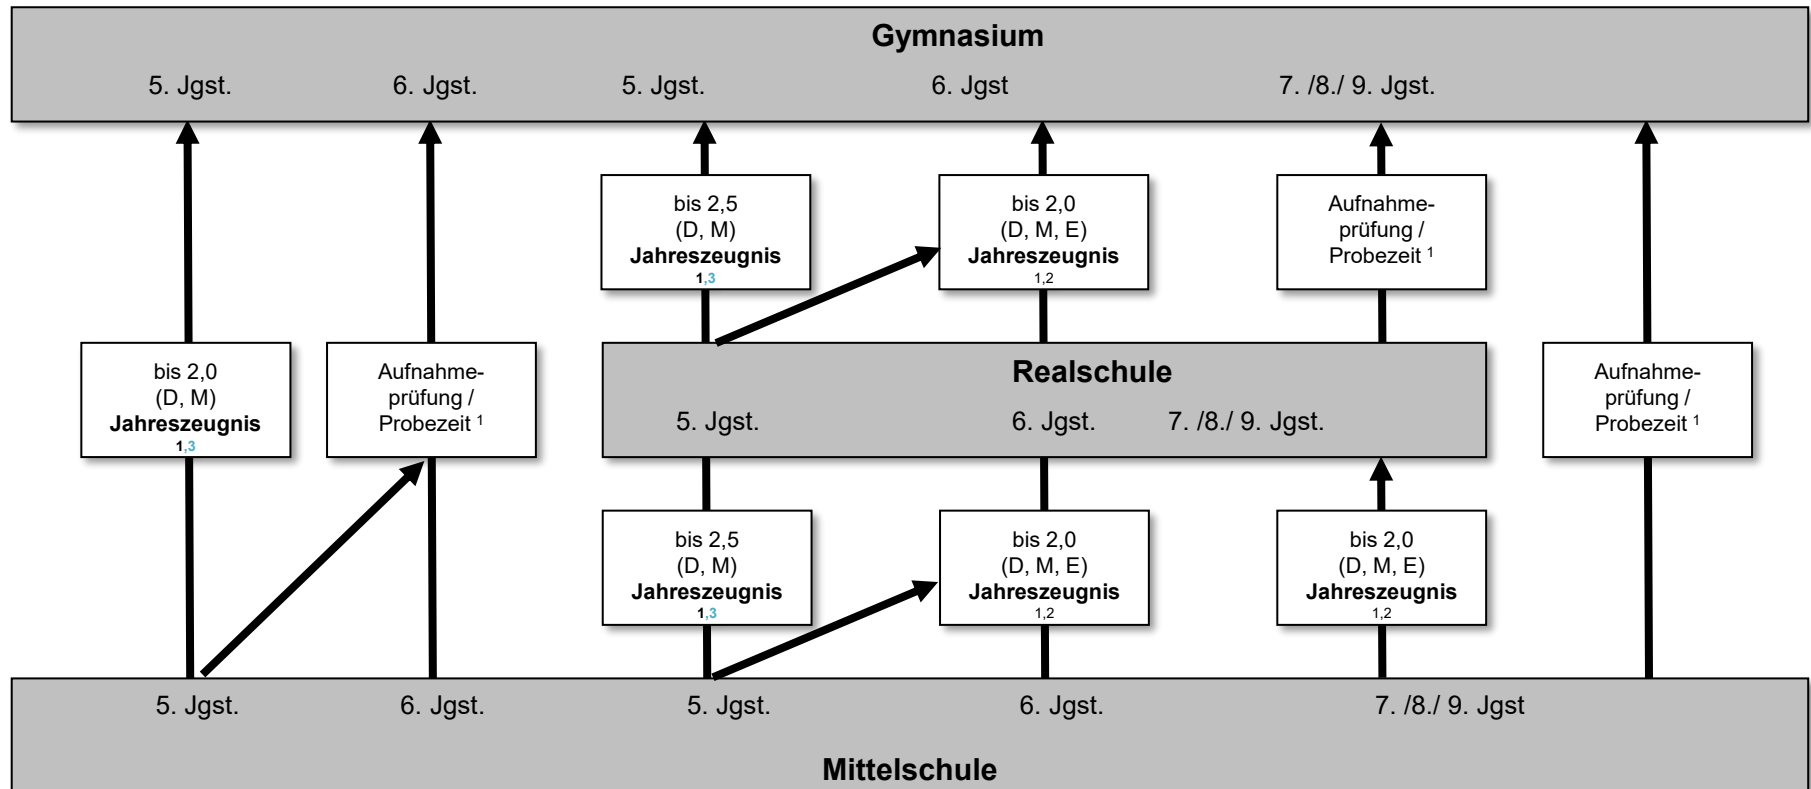 Gymnasium
5. Jgst.
6. Jgst.
5. Jgst.
6. Jgst
7. /8./ 9. Jgst.
bis 2,5
(D, M)
Jahreszeugnis
1,3
bis 2,0
(D, M, E)
Jahreszeugnis
1,2
Aufnahme-
prüfung /
Probezeit 1
bis 2,0
(D, M)
Jahreszeugnis
1,3
Aufnahme-
prüfung /
Probezeit 1
Realschule
5. Jgst.
6. Jgst.
7. /8./ 9. Jgst.
Aufnahme-
prüfung /
Probezeit 1
bis 2,5
(D, M)
Jahreszeugnis
1,3
bis 2,0
(D, M, E)
Jahreszeugnis
1,2
bis 2,0
(D, M, E)
Jahreszeugnis
1,2
5. Jgst.
6. Jgst.
5. Jgst.
6. Jgst.
7. /8./ 9. Jgst
Mittelschule